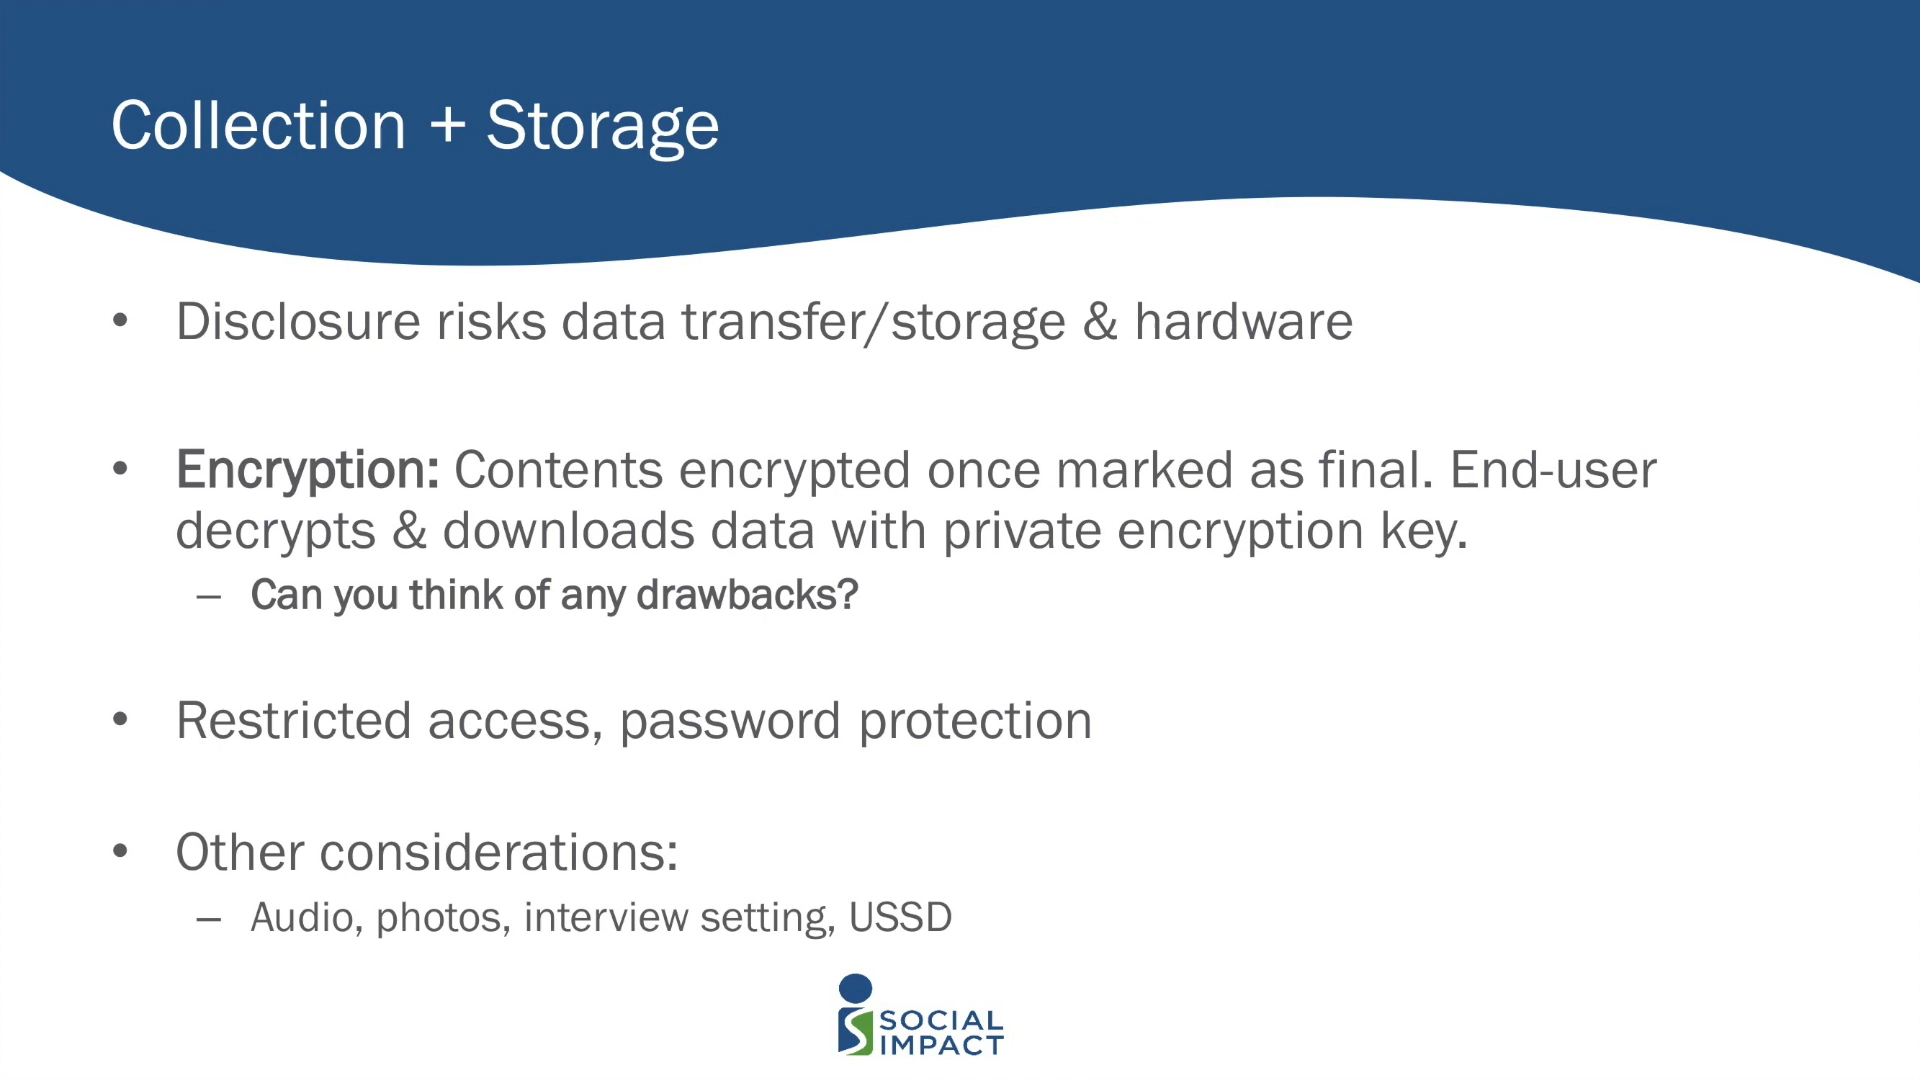 Collection + Storage
• Disclosure risks data transfer/storage & hardware
• Encryption: Contents encrypted once marked as final. End-user
decrypts & downloads data with private encryption key.
– Can you think of any drawbacks?
• Restricted access, password protection
• Other considerations:
– Audio, photos, interview setting, USSD
SOCIAL
IMPACT